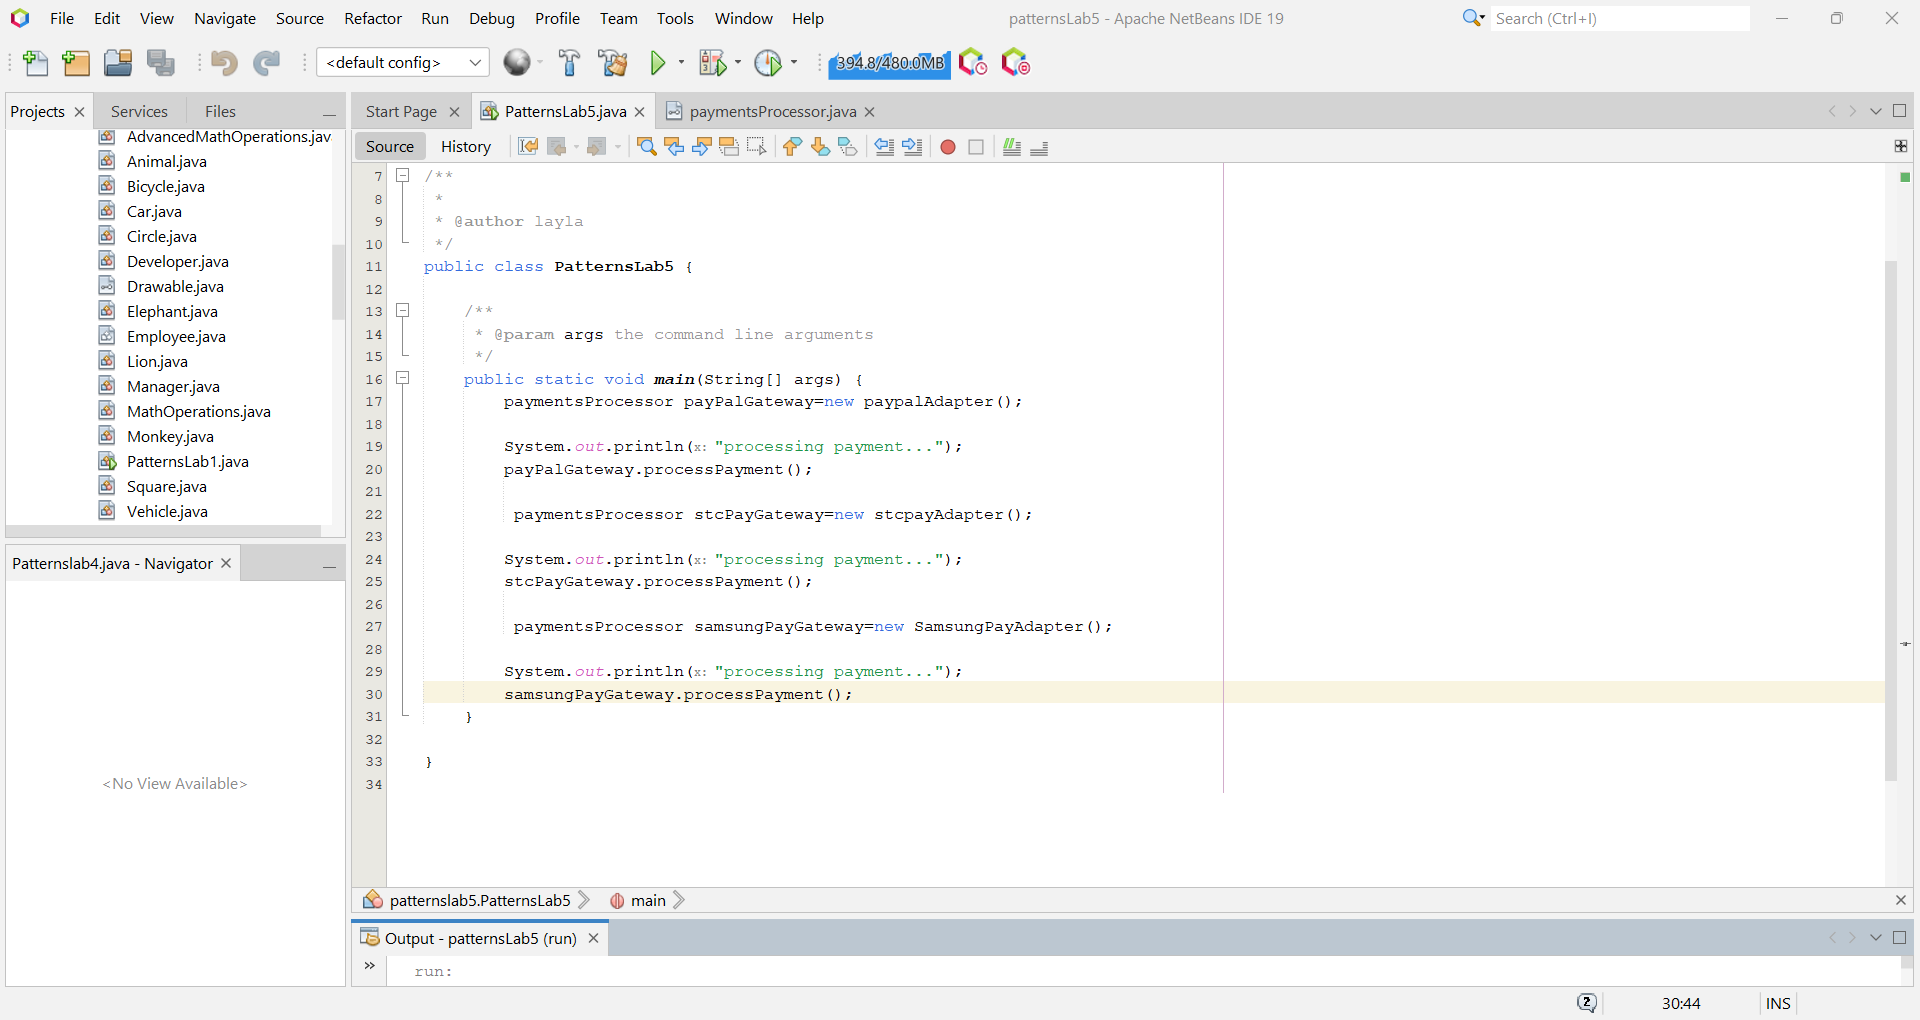 File Edit View Navigate Source Refactor Run Debug Profile Team Tools Window Help
patternsLab5 - Apache NetBeans IDE 19
Search (Ctrl+I)
<default config>
394.8/480.0MB
Projects
Services
Files
AdvancedMathOperations.jav
Animal.java
Bicycle.java
Car.java
Circle.java
Developer.java
Drawable.java
Elephant.java
Employee.java
Lion.java
Manager.java
MathOperations.java
Monkey.java
PatternsLab1.java
Square.java
Vehicle.java
Patternslab4.java - Navigator
<No View Available>
Start Page
PatternsLab5.java
paymentsProcessor.java
Source
History
7 /**
8 *
9 * @author layla
10 */
11 public class PatternsLab5 {
12
13 /**
14 * @param args the command line arguments
15 */
16 public static void main(String[] args) {
17 paymentsProcessor payPalGateway=new paypalAdapter();
18
19 System.out.println(x: "processing payment...");
20 payPalGateway.processPayment();
21
22 paymentsProcessor stcPayGateway=new stcpayAdapter();
23
24 System.out.println(x: "processing payment...");
25 stcPayGateway.processPayment();
26
27 paymentsProcessor samsungPayGateway=new SamsungPayAdapter();
28
29 System.out.println(x: "processing payment...");
30 samsungPayGateway.processPayment();
31 }
32
33 }
34
patternslab5.PatternsLab5
main
Output - patternsLab5 (run)
run:
2
30:44
INS